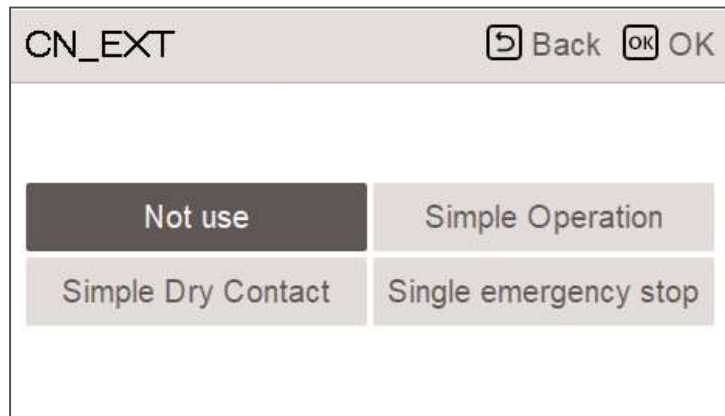 CN_EXT Back OK OK
Not use Simple Operation
Simple Dry Contact Single emergency stop